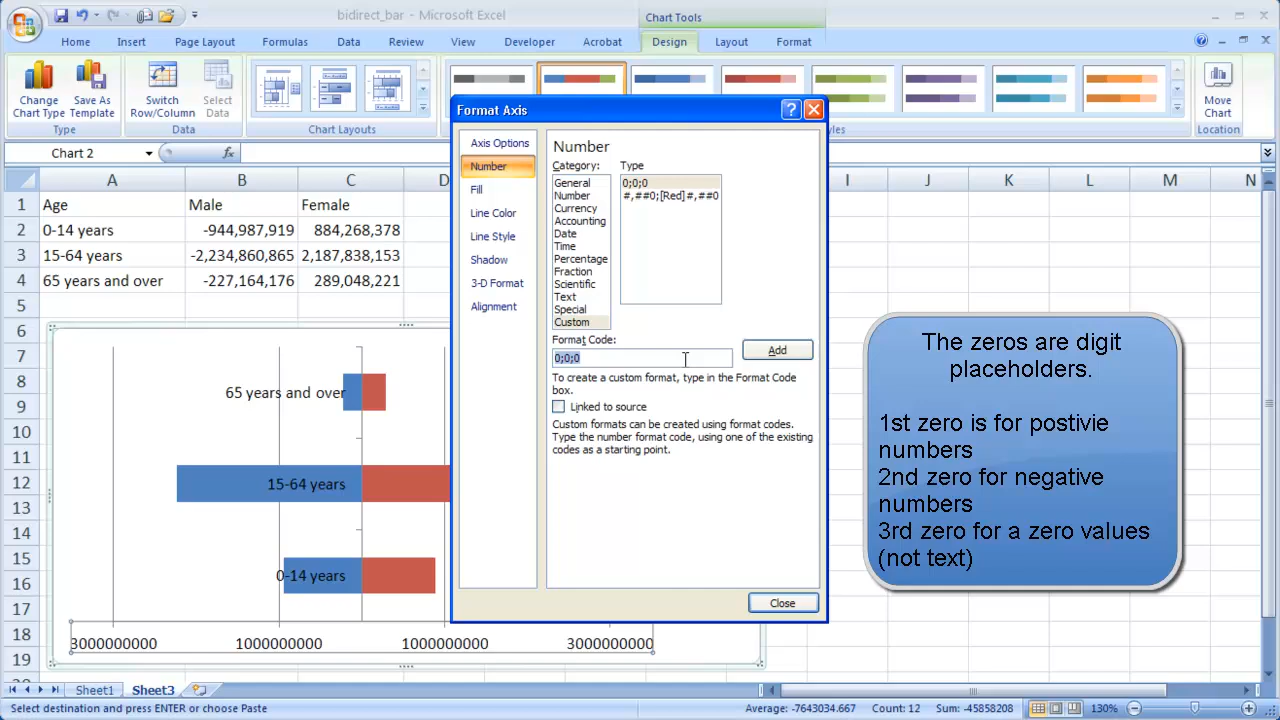 bidirect_bar - Microsoft Excel
Chart Tools
Home Insert Page Layout Formulas Data Review View Developer Acrobat Design Layout Format
Change
Chart Type
Save As
Template
Switch
Row/Column
Select
Data
Move
Chart
Type
Data
Chart Layouts
Location
Chart 2
fx
Format Axis
Axis Options
Number
Fill
Line Color
Line Style
Shadow
3-D Format
Alignment
Number
Category:
Type
General
Number
Currency
Accounting
Date
Time
Percentage
Fraction
Scientific
Text
Special
Custom
0;0;0
#,##0;[Red]#,##0
Format Code:
0;0;0
Add
To create a custom format, type in the Format Code
box.
Linked to source
Custom formats can be created using format codes.
Type the number format code, using one of the existing
codes as a starting point.
Close
A B C D I J K L M N
1 Age Male Female
2 0-14 years -944,987,919 884,268,378
3 15-64 years -2,234,860,865 2,187,838,153
4 65 years and over -227,164,176 289,048,221
5
6
7
8
9
10
11
12
13
14
15
16
17
18
19
65 years and over
15-64 years
0-14 years
3000000000 1000000000 1000000000 3000000000
The zeros are digit
placeholders.
1st zero is for postivie
numbers
2nd zero for negative
numbers
3rd zero for a zero values
(not text)
Sheet1 Sheet3
Select destination and press ENTER or choose Paste
Average: -7643034.667 Count: 12 Sum: -45858208
130%